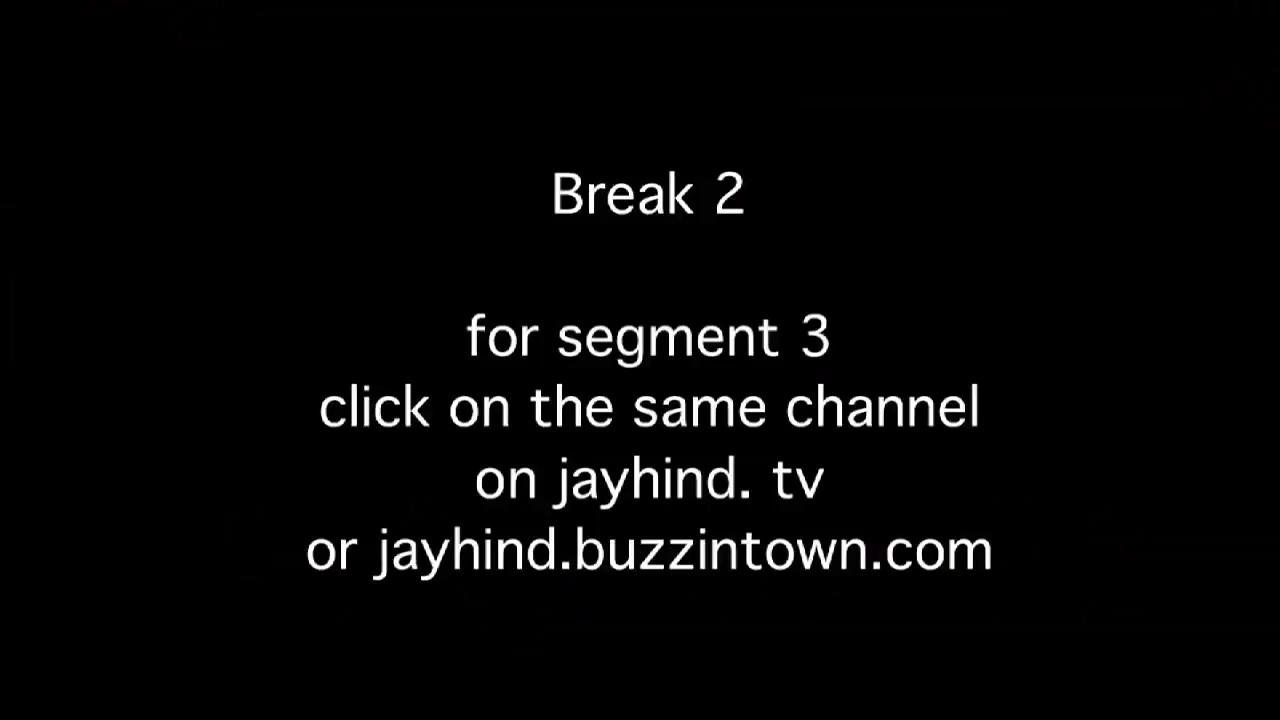 Break 2
for segment 3
click on the same channel
on jayhind. tv
or jayhind.buzzintown.com